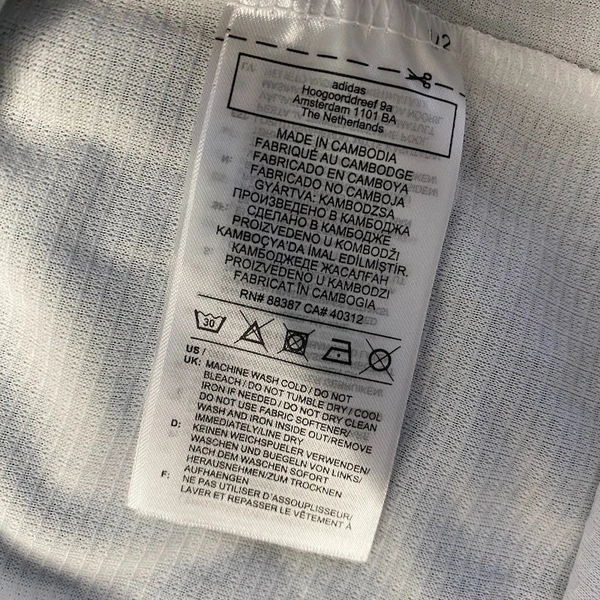 /2
adidas
Hoogoorddreef 9a
Amsterdam 1101 BA
The Netherlands
MADE IN CAMBODIA
FABRIQUÉ AU CAMBODGE
FABRICADO EN CAMBOYA
FABRICADO NO CAMBOJA
GYÁRTVA: KAMBODZSA
ПРОИЗВЕДЕНО В КАМБОДЖА
СДЕЛАНО В КАМБОДЖЕ
PROIZVEDENO U KOMBODŽI
KAMBOÇYA'DA İMAL EDİLMİŞTİR.
КАМБОДЖЕДЕ ЖАСАЛҒАН
PROIZVEDENO U KAMBODZI
FABRICAT ÎN CAMBOGIA
RN# 88387 CA# 40312
30
US /
UK: MACHINE WASH COLD / DO NOT
BLEACH / DO NOT TUMBLE DRY / COOL
IRON IF NEEDED / DO NOT DRY CLEAN
DO NOT USE FABRIC SOFTENER/
WASH AND IRON INSIDE OUT/REMOVE
IMMEDIATELY/LINE DRY
D: KEINEN WEICHSPUELER VERWENDEN/
WASCHEN UND BUEGELN VON LINKS/
NACH DEM WASCHEN SOFORT
HERAUSNEHMEN/ZUM TROCKNEN
AUFHAENGEN
F: NE PAS UTILISER D'ASSOUPLISSEUR/
LAVER ET REPASSER LE VÊTEMENT À